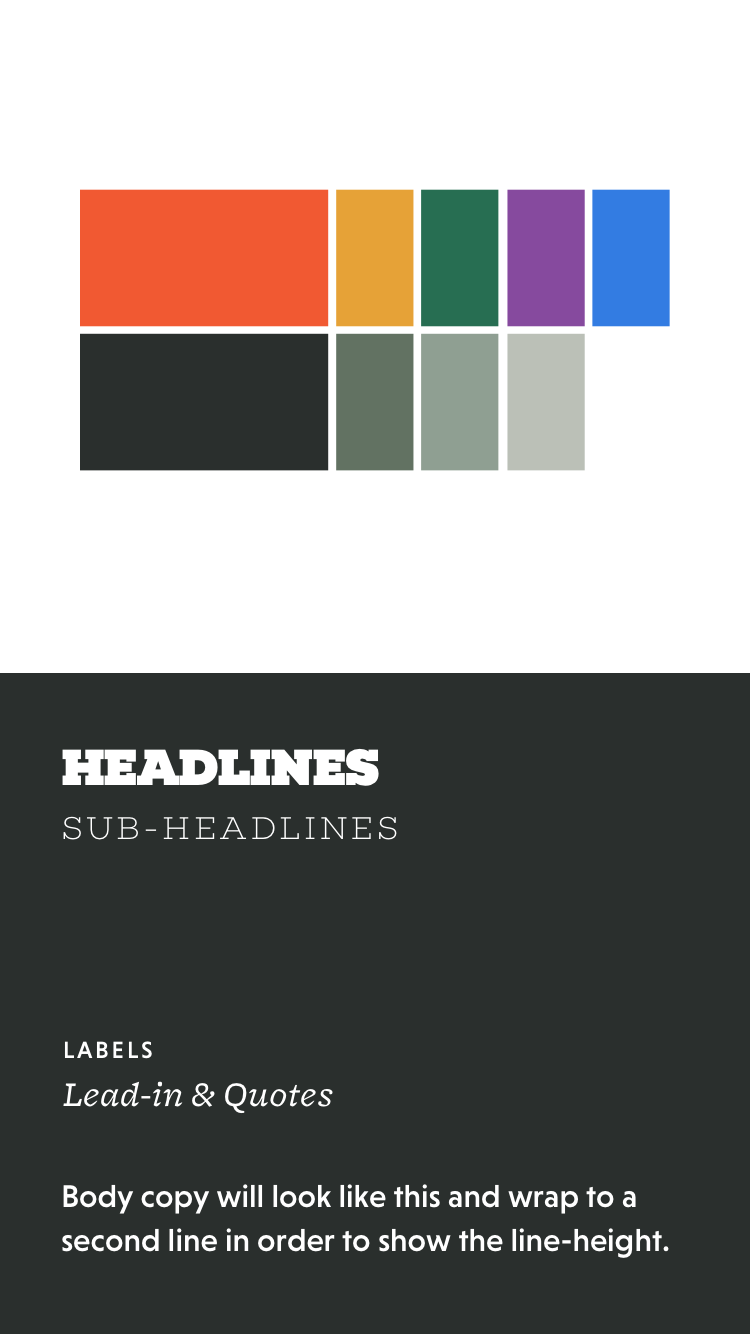 HEADLINES
SUB-HEADLINES
LABELS
Lead-in & Quotes
Body copy will look like this and wrap to a
second line in order to show the line-height.